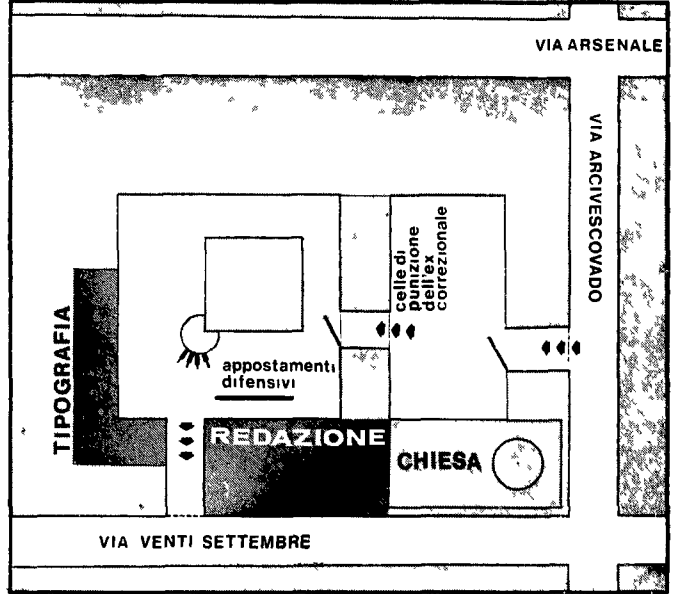 VIA ARSENALE
VIA ARCIVESCOVADO
celle di
punizione
dell'ex
correzionale
TIPOGRAFIA
appostamenti
difensivi
REDAZIONE
CHIESA
VIA VENTI SETTEMBRE